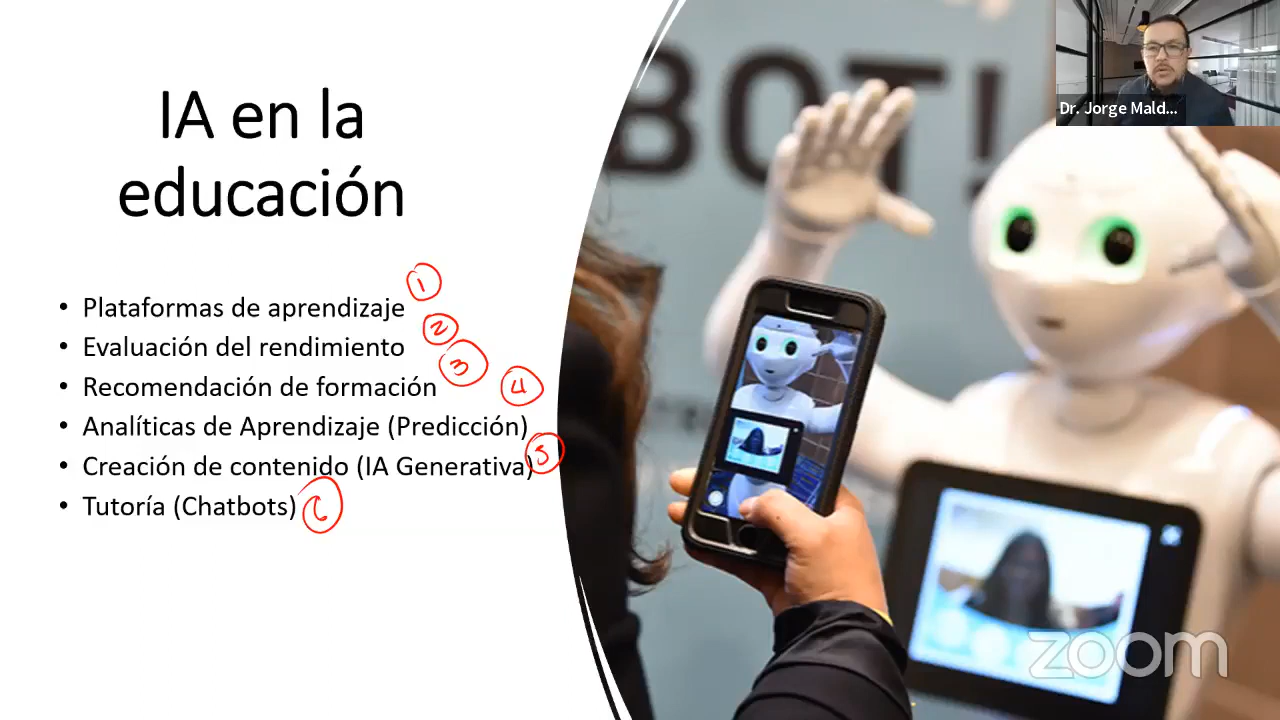 IA en la
educación
• Plataformas de aprendizaje 1
• Evaluación del rendimiento 2
• Recomendación de formación 3
• Analíticas de Aprendizaje (Predicción) 4
• Creación de contenido (IA Generativa) 5
• Tutoría (Chatbots) 6
BOT!
Dr. Jorge Mald...
zoom